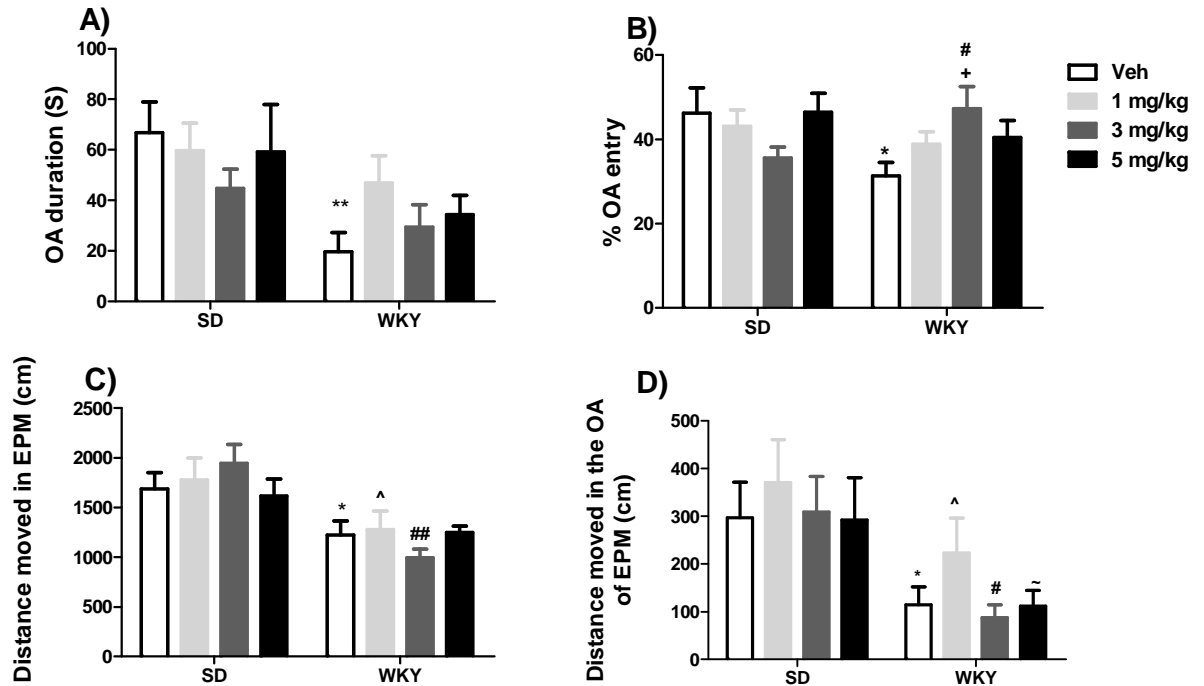 A)
OA duration (S)
100
80
60
40
20
0
**
SD
WKY
B)
% OA entry
60
40
20
0
*
#
+
SD
WKY
Veh
1 mg/kg
3 mg/kg
5 mg/kg
C)
Distance moved in EPM (cm)
2500
2000
1500
1000
500
0
*
^
##
SD
WKY
D)
Distance moved in the OA
of EPM (cm)
500
400
300
200
100
0
*
^
#
~
SD
WKY